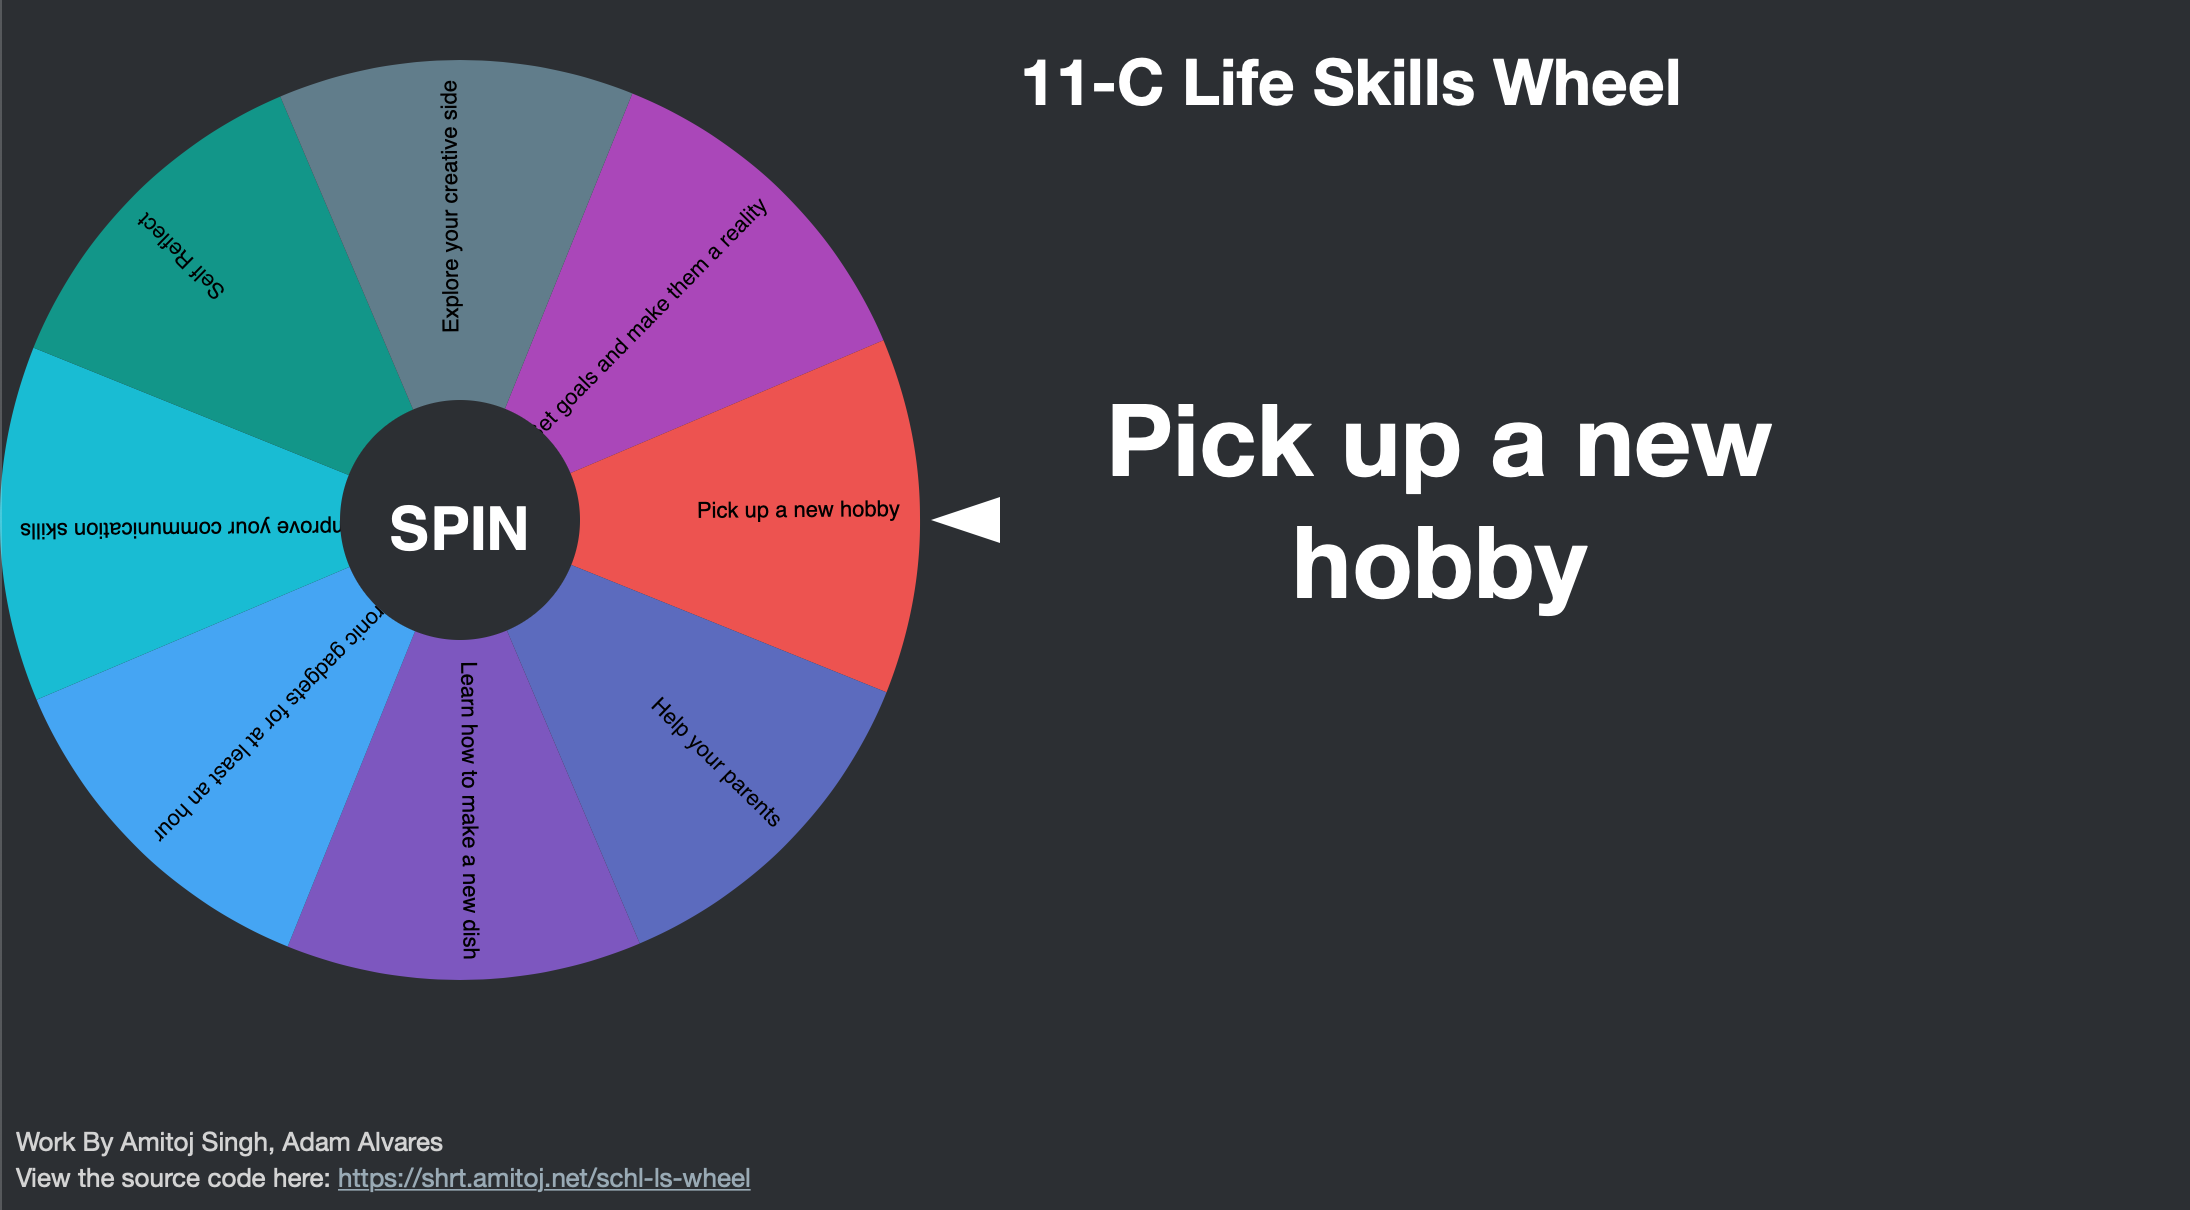 11-C Life Skills Wheel
Explore your creative side
et goals and make them a reality
Pick up a new hobby
Help your parents
Learn how to make a new dish
ronic gadgets for at least an hour
nprove your communication skills
Self Reflect
SPIN
Pick up a new
hobby
Work By Amitoj Singh, Adam Alvares
View the source code here: https://shrt.amitoj.net/schl-ls-wheel